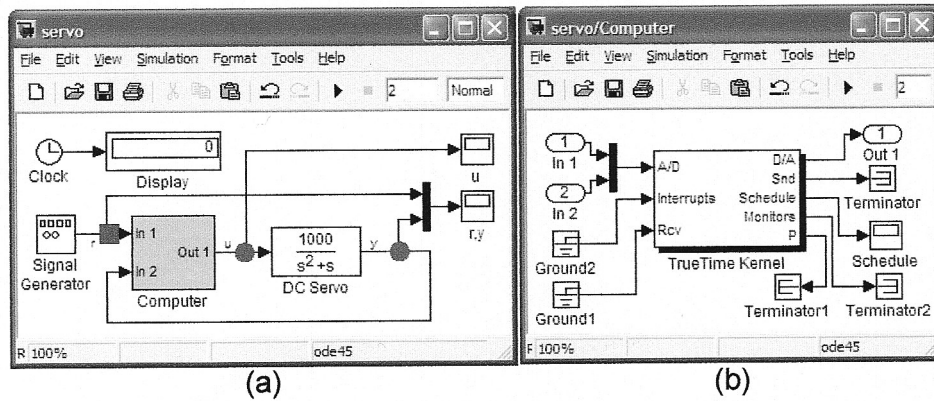 servo
File Edit View Simulation Format Tools Help
2 Normal
0
Clock
Display
u
r
In 1
Out 1
u
1000
s²+s
y
r,y
In 2
Signal
Generator
Computer
DC Servo
R 100%
ode45
(a)
servo/Computer
File Edit View Simulation Format Tools Help
2
1
In 1
2
In 2
A/D
Interrupts
Rcv
D/A
Snd
Schedule
Monitors
P
1
Out 1
Terminator
Ground2
TrueTime Kernel
Schedule
Ground1
Terminator1
Terminator2
F 100%
ode45
(b)